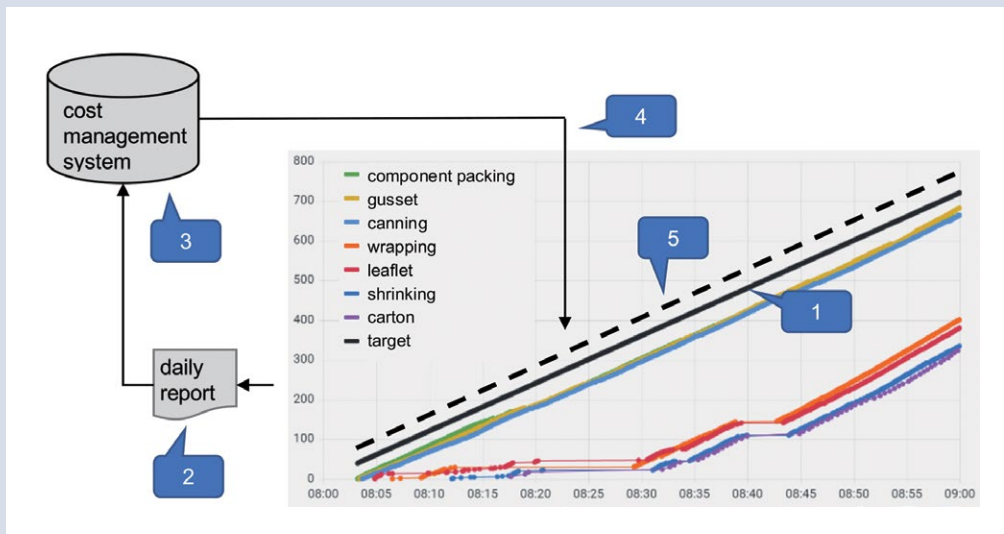 cost
management
system
4
3
800
700
600
500
400
300
200
100
0
component packing
gusset
canning
wrapping
leaflet
shrinking
carton
target
5
1
daily
report
2
08:00 08:05 08:10 08:15 08:20 08:25 08:30 08:35 08:40 08:45 08:50 08:55 09:00